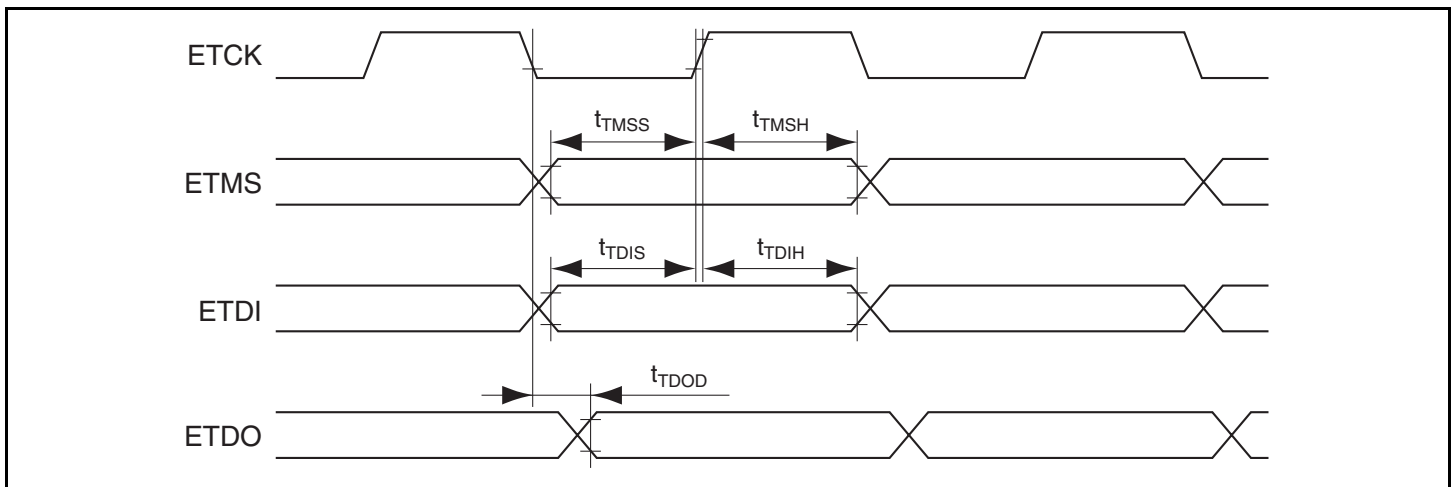 ETCK
tTMSS tTMSH
ETMS
tTDIS tTDIH
ETDI
tTDOD
ETDO